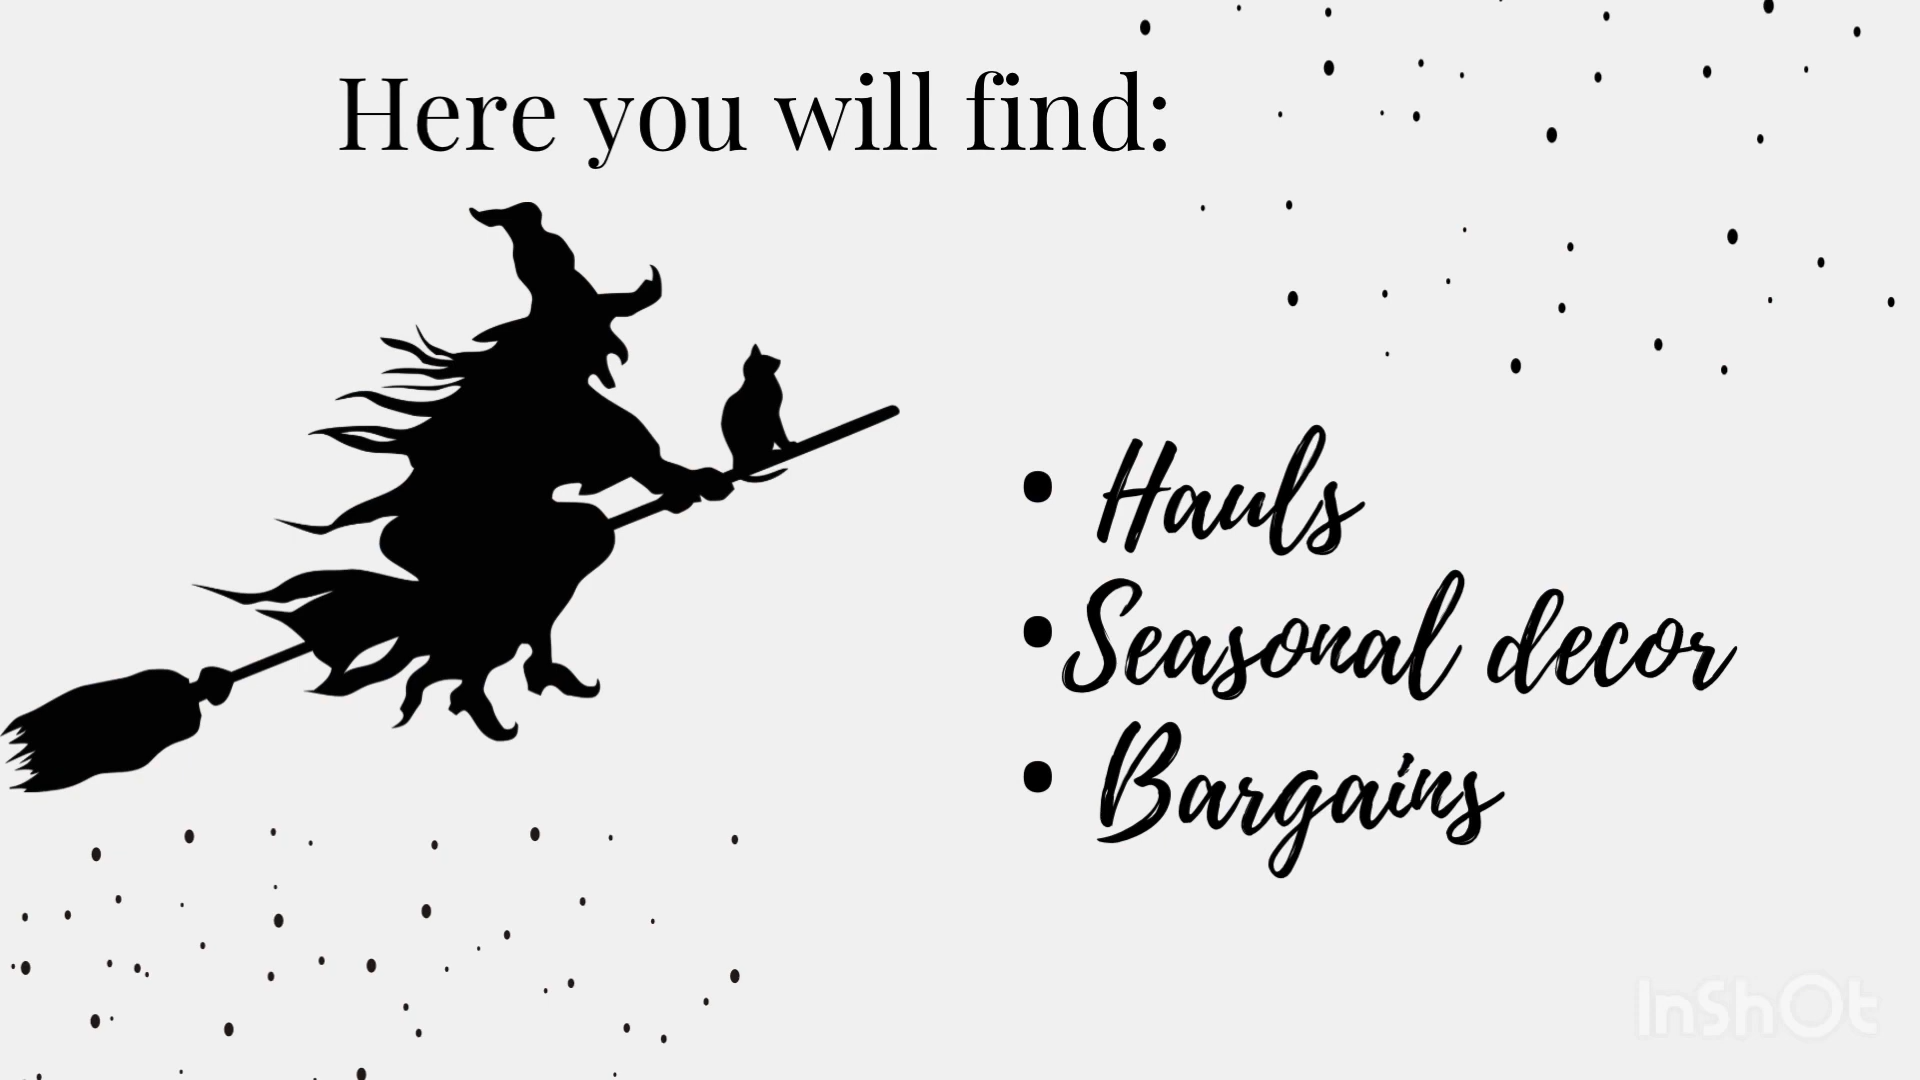 Here you will find:
• Hauls
• Seasonal decor
• Bargains
InShOt